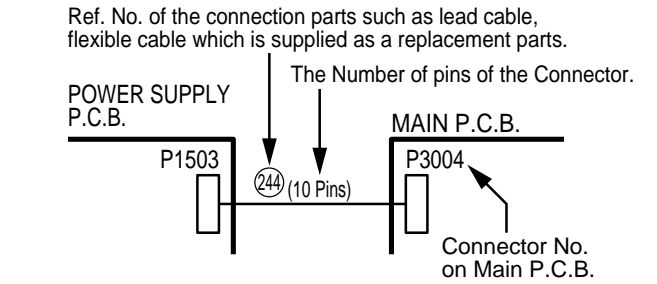 Ref. No. of the connection parts such as lead cable,
flexible cable which is supplied as a replacement parts.
The Number of pins of the Connector.
POWER SUPPLY
P.C.B.
MAIN P.C.B.
P1503
P3004
244 (10 Pins)
Connector No.
on Main P.C.B.